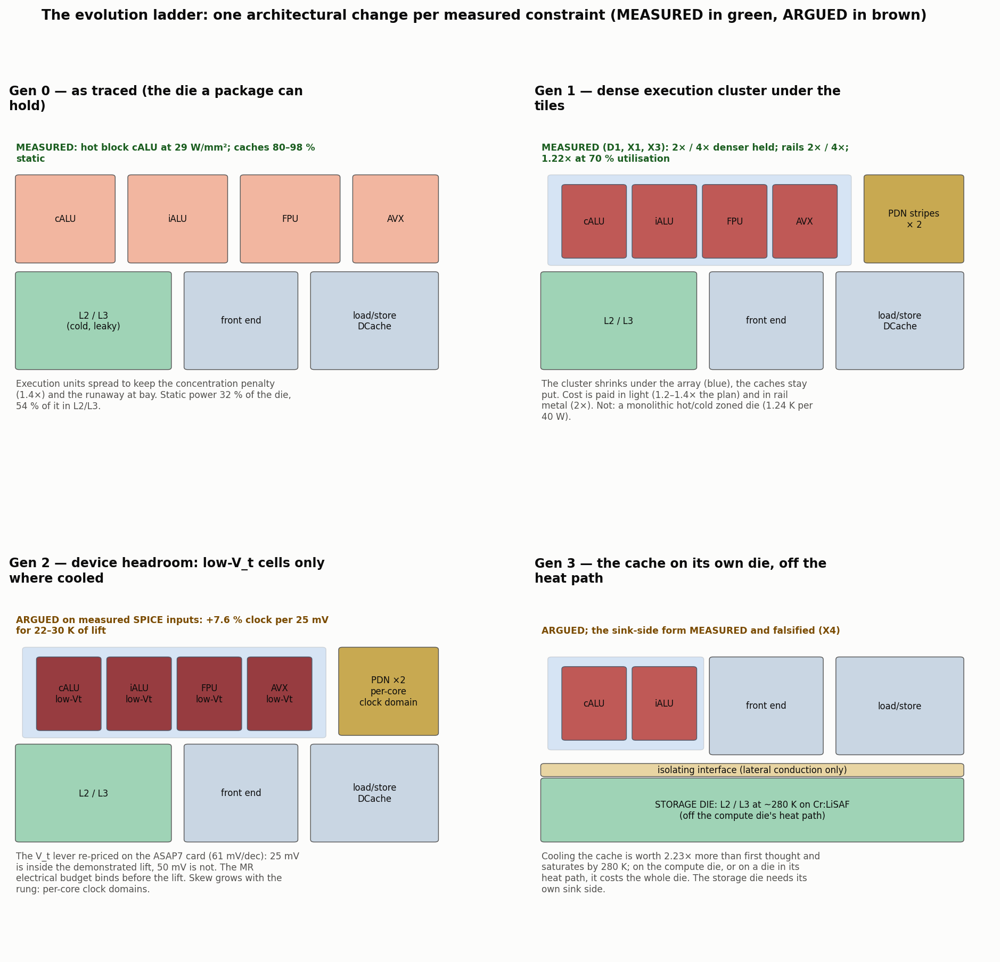 The evolution ladder: one architectural change per measured constraint (MEASURED in green, ARGUED in brown)
Gen 0 — as traced (the die a package can
hold)
MEASURED: hot block cALU at 29 W/mm²; caches 80–98 %
static
cALU
iALU
FPU
AVX
L2 / L3
(cold, leaky)
front end
load/store
DCache
Execution units spread to keep the concentration penalty
(1.4×) and the runaway at bay. Static power 32 % of the die,
54 % of it in L2/L3.
Gen 1 — dense execution cluster under the
tiles
MEASURED (D1, X1, X3): 2× / 4× denser held; rails 2× / 4×;
1.22× at 70 % utilisation
cALU
iALU
FPU
AVX
PDN stripes
× 2
L2 / L3
front end
load/store
DCache
The cluster shrinks under the array (blue), the caches stay
put. Cost is paid in light (1.2–1.4× the plan) and in rail
metal (2×). Not: a monolithic hot/cold zoned die (1.24 K per
40 W).
Gen 2 — device headroom: low-V_t cells only
where cooled
ARGUED on measured SPICE inputs: +7.6 % clock per 25 mV
for 22–30 K of lift
cALU
low-Vt
iALU
low-Vt
FPU
low-Vt
AVX
low-Vt
PDN ×2
per-core
clock domain
L2 / L3
front end
load/store
DCache
The V_t lever re-priced on the ASAP7 card (61 mV/dec): 25 mV
is inside the demonstrated lift, 50 mV is not. The MR
electrical budget binds before the lift. Skew grows with the
rung: per-core clock domains.
Gen 3 — the cache on its own die, off the
heat path
ARGUED; the sink-side form MEASURED and falsified (X4)
cALU
iALU
front end
load/store
isolating interface (lateral conduction only)
STORAGE DIE: L2 / L3 at ~280 K on Cr:LiSAF
(off the compute die's heat path)
Cooling the cache is worth 2.23× more than first thought and
saturates by 280 K; on the compute die, or on a die in its
heat path, it costs the whole die. The storage die needs its
own sink side.